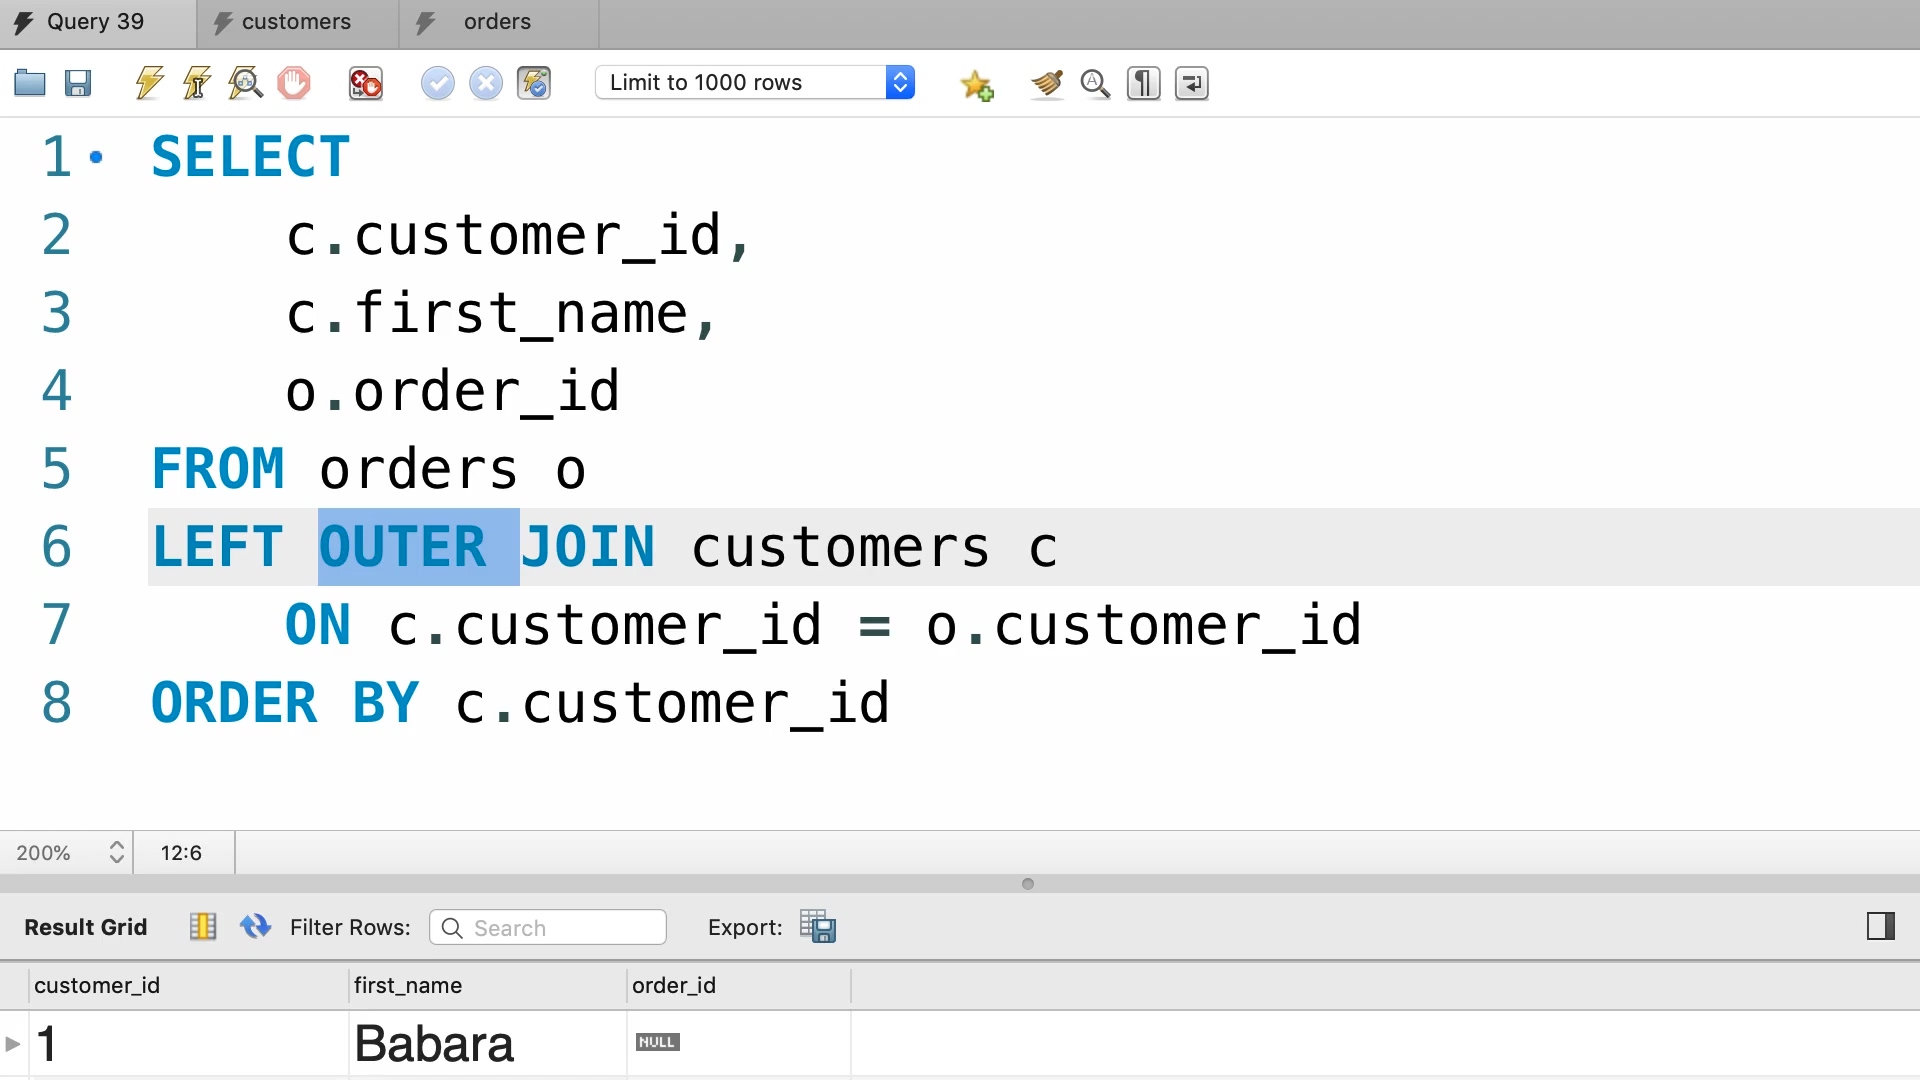 Query 39 customers orders
Limit to 1000 rows
1 SELECT
2 c.customer_id,
3 c.first_name,
4 o.order_id
5 FROM orders o
6 LEFT OUTER JOIN customers c
7 ON c.customer_id = o.customer_id
8 ORDER BY c.customer_id
200% 12:6
Result Grid Filter Rows: Search Export:
customer_id first_name order_id
1 Babara NULL